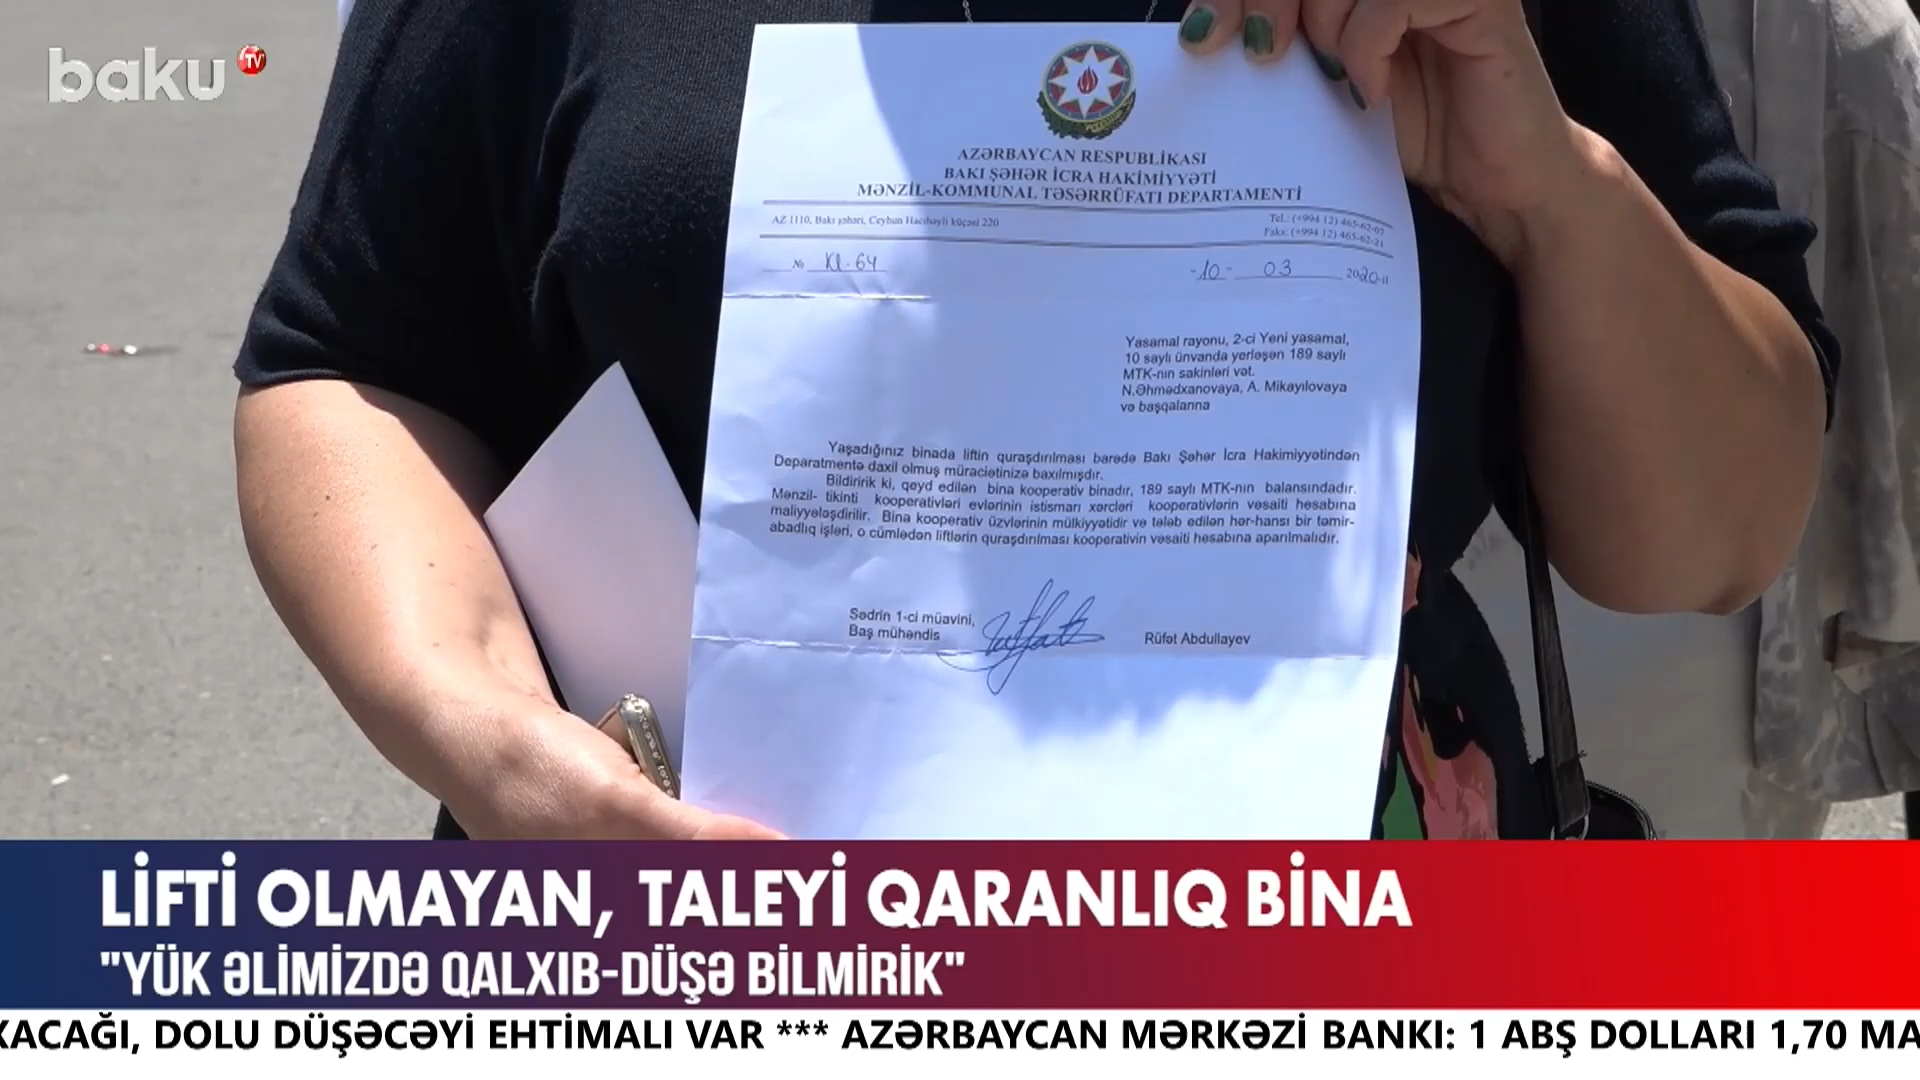 baku TV
AZƏRBAYCAN RESPUBLİKASI
BAKI ŞƏHƏR İCRA HAKİMİYYƏTİ
MƏNZİL-KOMMUNAL TƏSƏRRÜFATI DEPARTAMENTİ
AZ 1110, Bakı şəhəri, Ceyhun Hacıbəyli küçəsi 220
Tel.: (+994 12) 465-62-07
Faks: (+994 12) 465-62-21
№ Kl-64
"10" 03 2020-il
Yasamal rayonu, 2-ci Yeni yasamal,
10 saylı ünvanda yerləşən 189 saylı
MTK-nın sakinləri vət.
N.Əhmədxanovaya, A. Mikayılovaya
və başqalarına
Yaşadığınız binada liftin quraşdırılması barədə Bakı Şəhər İcra Hakimiyyətindən
Departmentə daxil olmuş müraciətinizə baxılmışdır.
Bildiririk ki, qeyd edilən bina kooperativ binadır, 189 saylı MTK-nın balansındadır.
Mənzil- tikinti kooperativləri evlərinin istismarı xərcləri kooperativlərin vəsaiti hesabına
maliyyələşdirilir. Bina kooperativ üzvlərinin mülkiyyətidir və tələb edilən hər-hansı bir təmir-
abadlıq işləri, o cümlədən liftlərin quraşdırılması kooperativin vəsaiti hesabına aparılmalıdır.
Sədrin 1-ci müavini,
Baş mühəndis Rüfət Abdullayev
LİFTİ OLMAYAN, TALEYİ QARANLIQ BİNA
"YÜK ƏLİMİZDƏ QALXIB-DÜŞƏ BİLMİRİK"
XACAĞI, DOLU DÜŞƏCƏYİ EHTİMALI VAR *** AZƏRBAYCAN MƏRKƏZİ BANKI: 1 ABŞ DOLLARI 1,70 MA